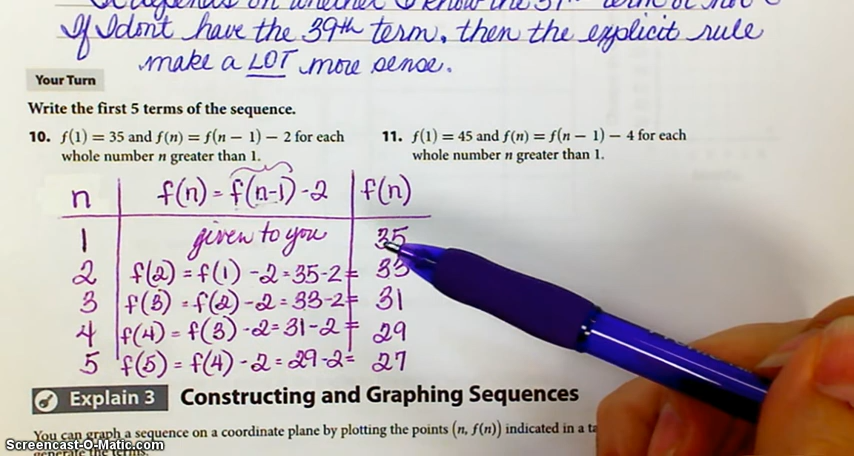 If I dont have the 39th term, then the explicit rule
make a LOT more sense.
Your Turn
Write the first 5 terms of the sequence.
10. f(1) = 35 and f(n) = f(n − 1) − 2 for each
whole number n greater than 1.
11. f(1) = 45 and f(n) = f(n − 1) − 4 for each
whole number n greater than 1.
n f(n) = f(n-1) -2 f(n)
1 given to you 35
2 f(2) = f(1) -2 = 35-2 = 33
3 f(3) = f(2) -2 = 33-2 = 31
4 f(4) = f(3) -2 = 31-2 = 29
5 f(5) = f(4) -2 = 29-2 = 27
Explain 3 Constructing and Graphing Sequences
You can graph a sequence on a coordinate plane by plotting the points (n, f(n)) indicated in a
generate the terms.
Screencast-O-Matic.com